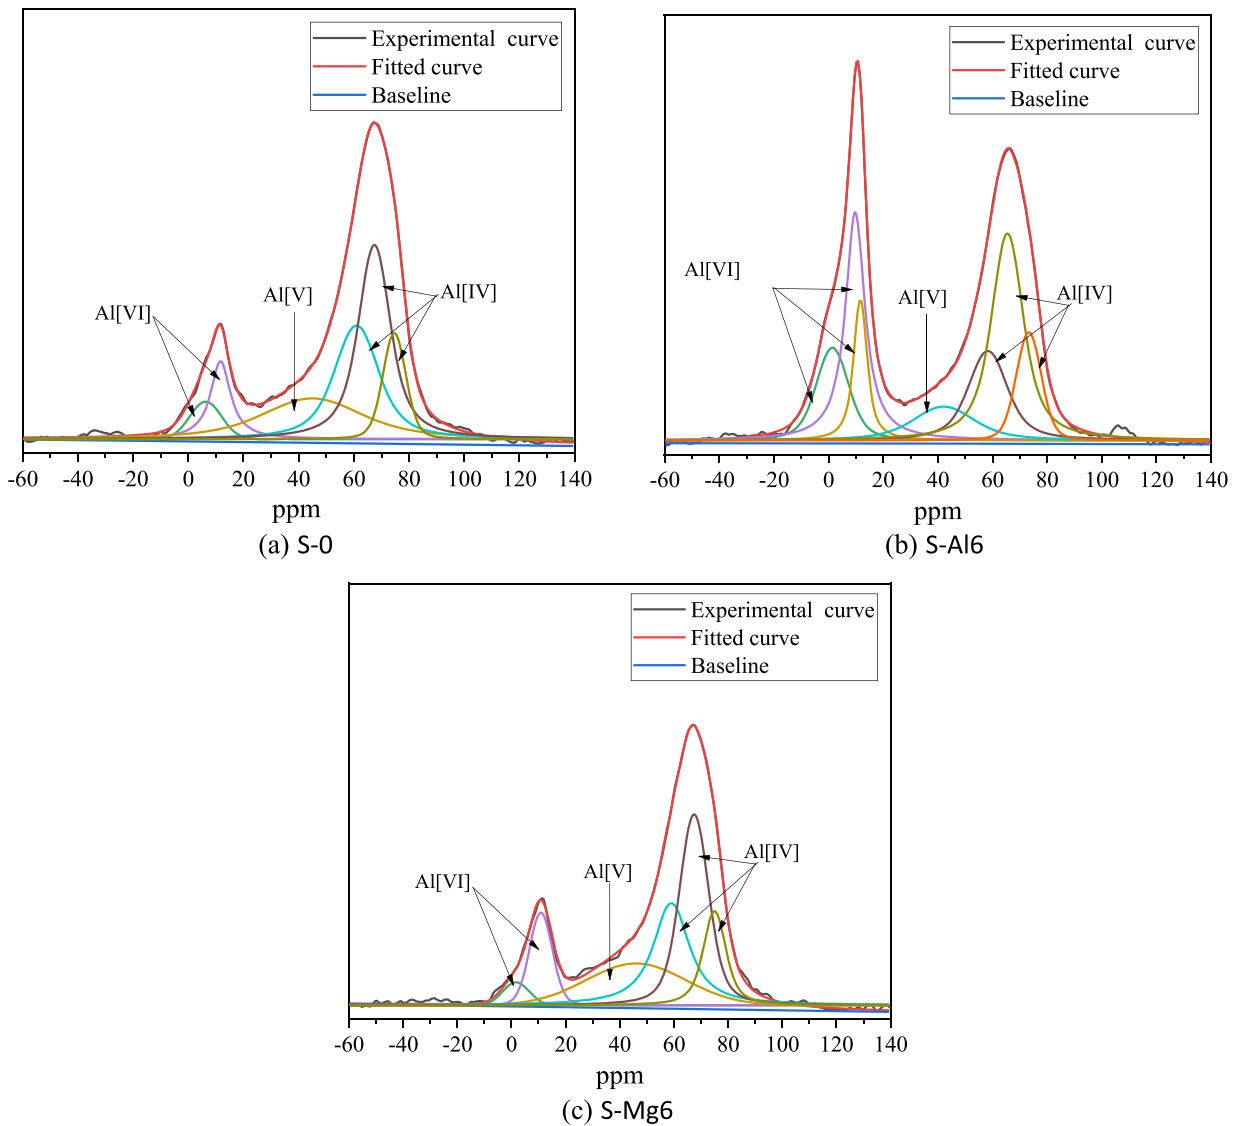 Experimental curve
Fitted curve
Baseline
Al[VI]
Al[V]
Al[IV]
-60 -40 -20 0 20 40 60 80 100 120 140
ppm
(a) S-0
Experimental curve
Fitted curve
Baseline
Al[VI]
Al[V]
Al[IV]
-60 -40 -20 0 20 40 60 80 100 120 140
ppm
(b) S-Al6
Experimental curve
Fitted curve
Baseline
Al[VI]
Al[V]
Al[IV]
-60 -40 -20 0 20 40 60 80 100 120 140
ppm
(c) S-Mg6